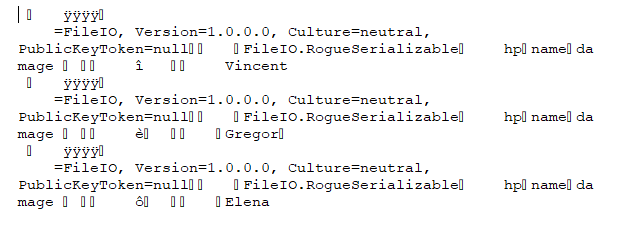 ▯ ÿÿÿÿ▯
=FileIO, Version=1.0.0.0, Culture=neutral,
PublicKeyToken=null▯▯ ▯FileIO.RogueSerializable▯ hp▯name▯da
mage ▯ ▯▯ î ▯▯ Vincent
▯ ÿÿÿÿ▯
=FileIO, Version=1.0.0.0, Culture=neutral,
PublicKeyToken=null▯▯ ▯FileIO.RogueSerializable▯ hp▯name▯da
mage ▯ ▯▯ è▯ ▯▯ ▯Gregor▯
▯ ÿÿÿÿ▯
=FileIO, Version=1.0.0.0, Culture=neutral,
PublicKeyToken=null▯▯ ▯FileIO.RogueSerializable▯ hp▯name▯da
mage ▯ ▯▯ ô▯ ▯▯ ▯Elena